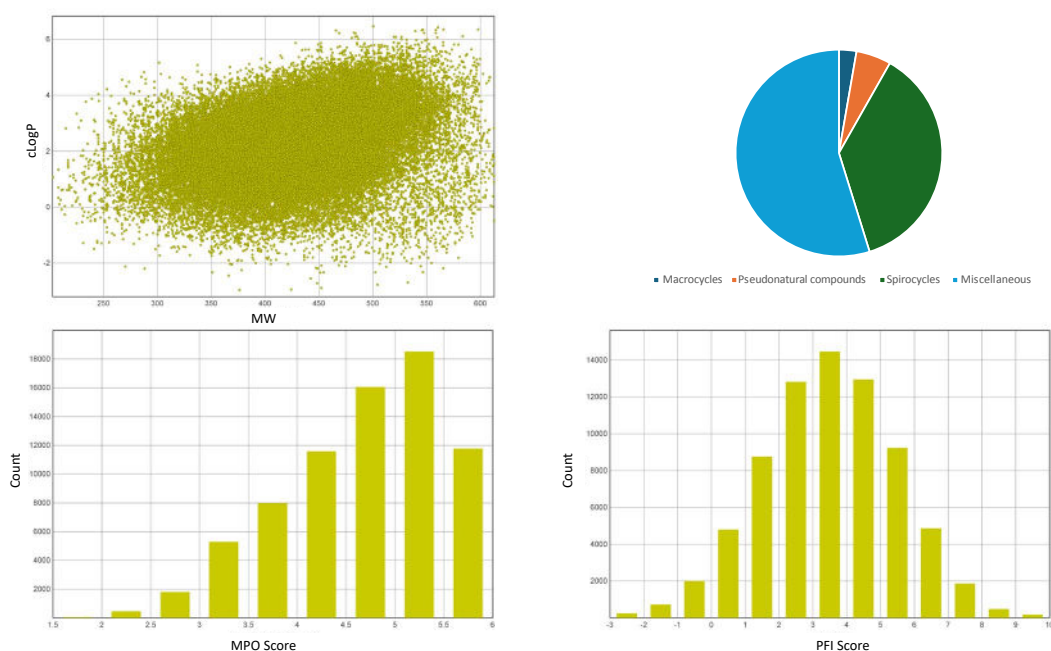 6
4
2
0
-2
cLogP
250 300 350 400 450 500 550 600
MW
Macrocycles Pseudonatural compounds Spirocycles Miscellaneous
18000
16000
14000
12000
10000
8000
6000
4000
2000
Count
1.5 2 2.5 3 3.5 4 4.5 5 5.5 6
MPO Score
14000
12000
10000
8000
6000
4000
2000
Count
-3 -2 -1 0 1 2 3 4 5 6 7 8 9 10
PFI Score